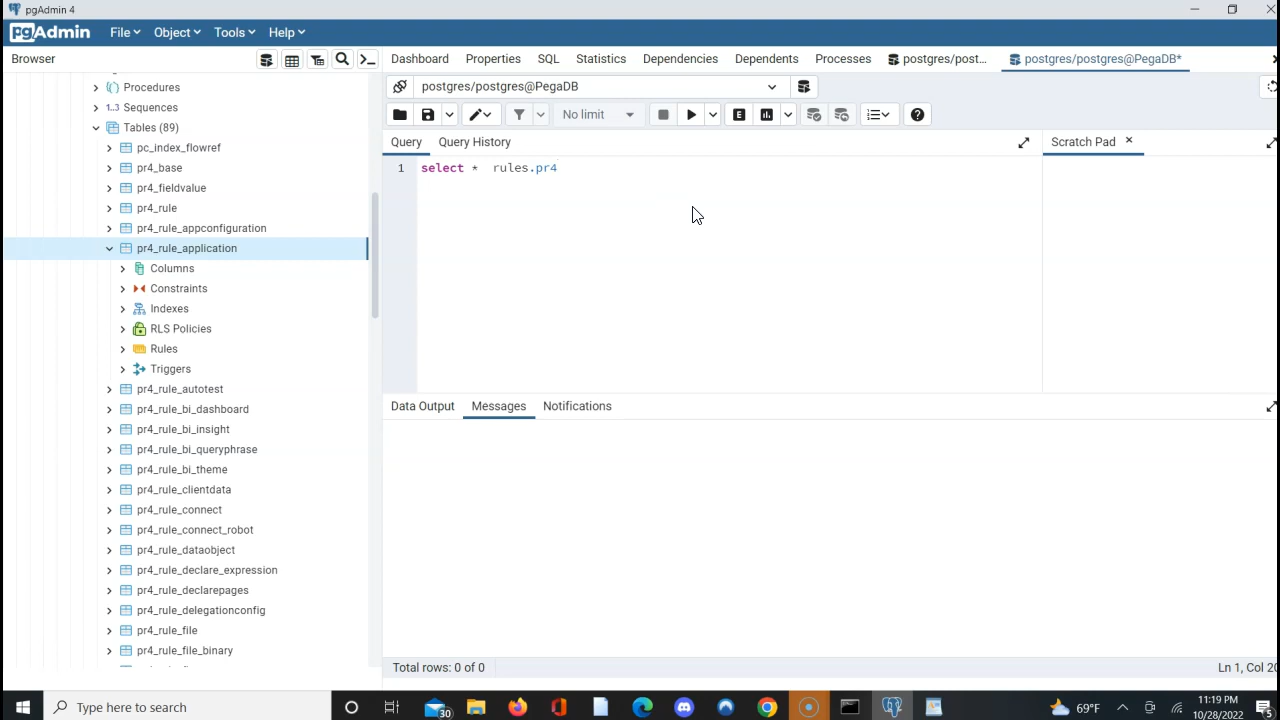 pgAdmin 4
pgAdmin File Object Tools Help
Browser Dashboard Properties SQL Statistics Dependencies Dependents Processes postgres/post... postgres/postgres@PegaDB*
postgres/postgres@PegaDB
No limit
Query Query History Scratch Pad
1 select * rules.pr4
Procedures
1..3 Sequences
Tables (89)
pc_index_flowref
pr4_base
pr4_fieldvalue
pr4_rule
pr4_rule_appconfiguration
pr4_rule_application
Columns
Constraints
Indexes
RLS Policies
Rules
Triggers
pr4_rule_autotest
pr4_rule_bi_dashboard
pr4_rule_bi_insight
pr4_rule_bi_queryphrase
pr4_rule_bi_theme
pr4_rule_clientdata
pr4_rule_connect
pr4_rule_connect_robot
pr4_rule_dataobject
pr4_rule_declare_expression
pr4_rule_declarepages
pr4_rule_delegationconfig
pr4_rule_file
pr4_rule_file_binary
Data Output Messages Notifications
Total rows: 0 of 0 Ln 1, Col 20
Type here to search 30 69°F 11:19 PM
10/28/2022 5